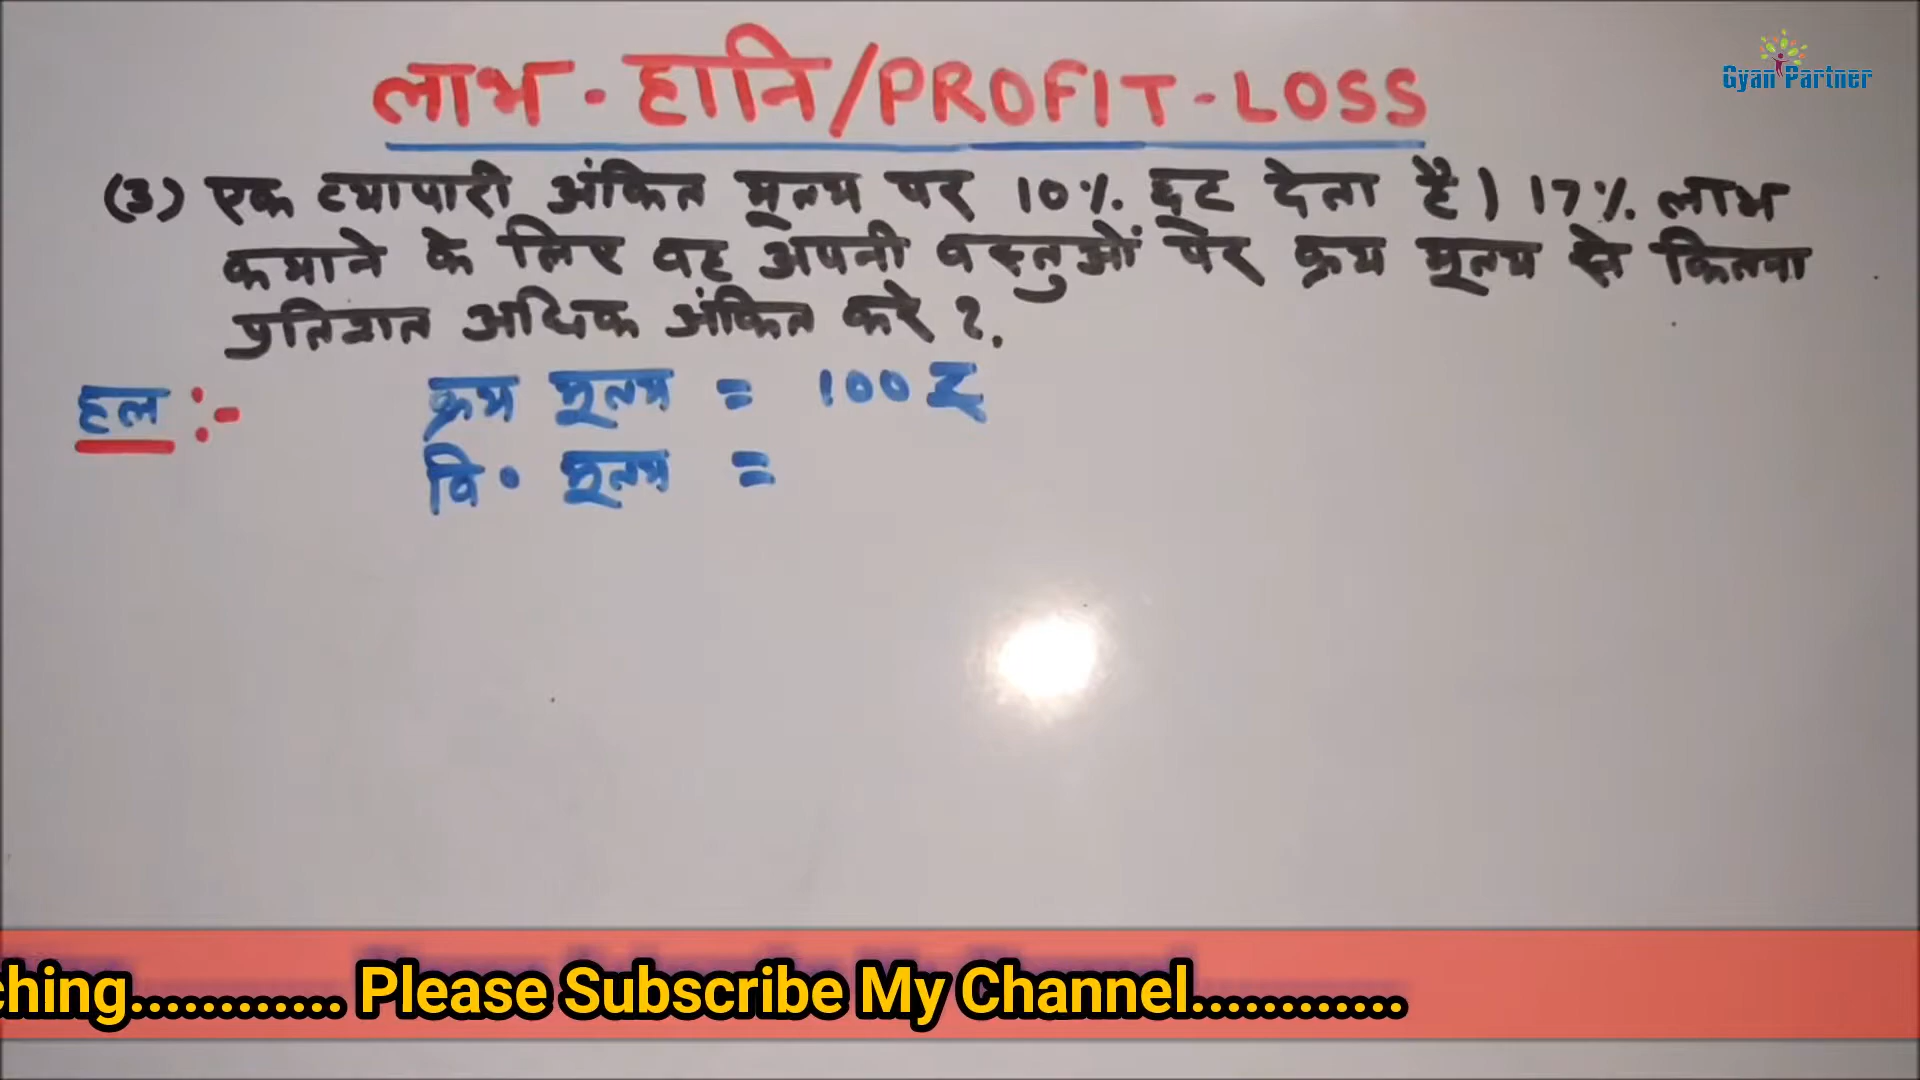 Gyan Partner
लाभ - हानि/PROFIT-LOSS
(3) एक व्यापारी अंकित मूल्य पर 10% छूट देता है। 17% लाभ
कमाने के लिए वह अपनी वस्तुओं पर क्रय मूल्य से कितना
प्रतिशत अधिक अंकित करे ?.
हल :- क्रय मूल्य = 100 ₹
वि॰ मूल्य =
ching............ Please Subscribe My Channel............